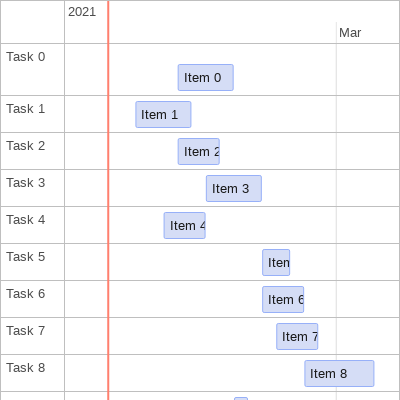 2021
Mar
Task 0
Item 0
Task 1
Item 1
Task 2
Item 2
Task 3
Item 3
Task 4
Item 4
Task 5
Item
Task 6
Item 6
Task 7
Item 7
Task 8
Item 8